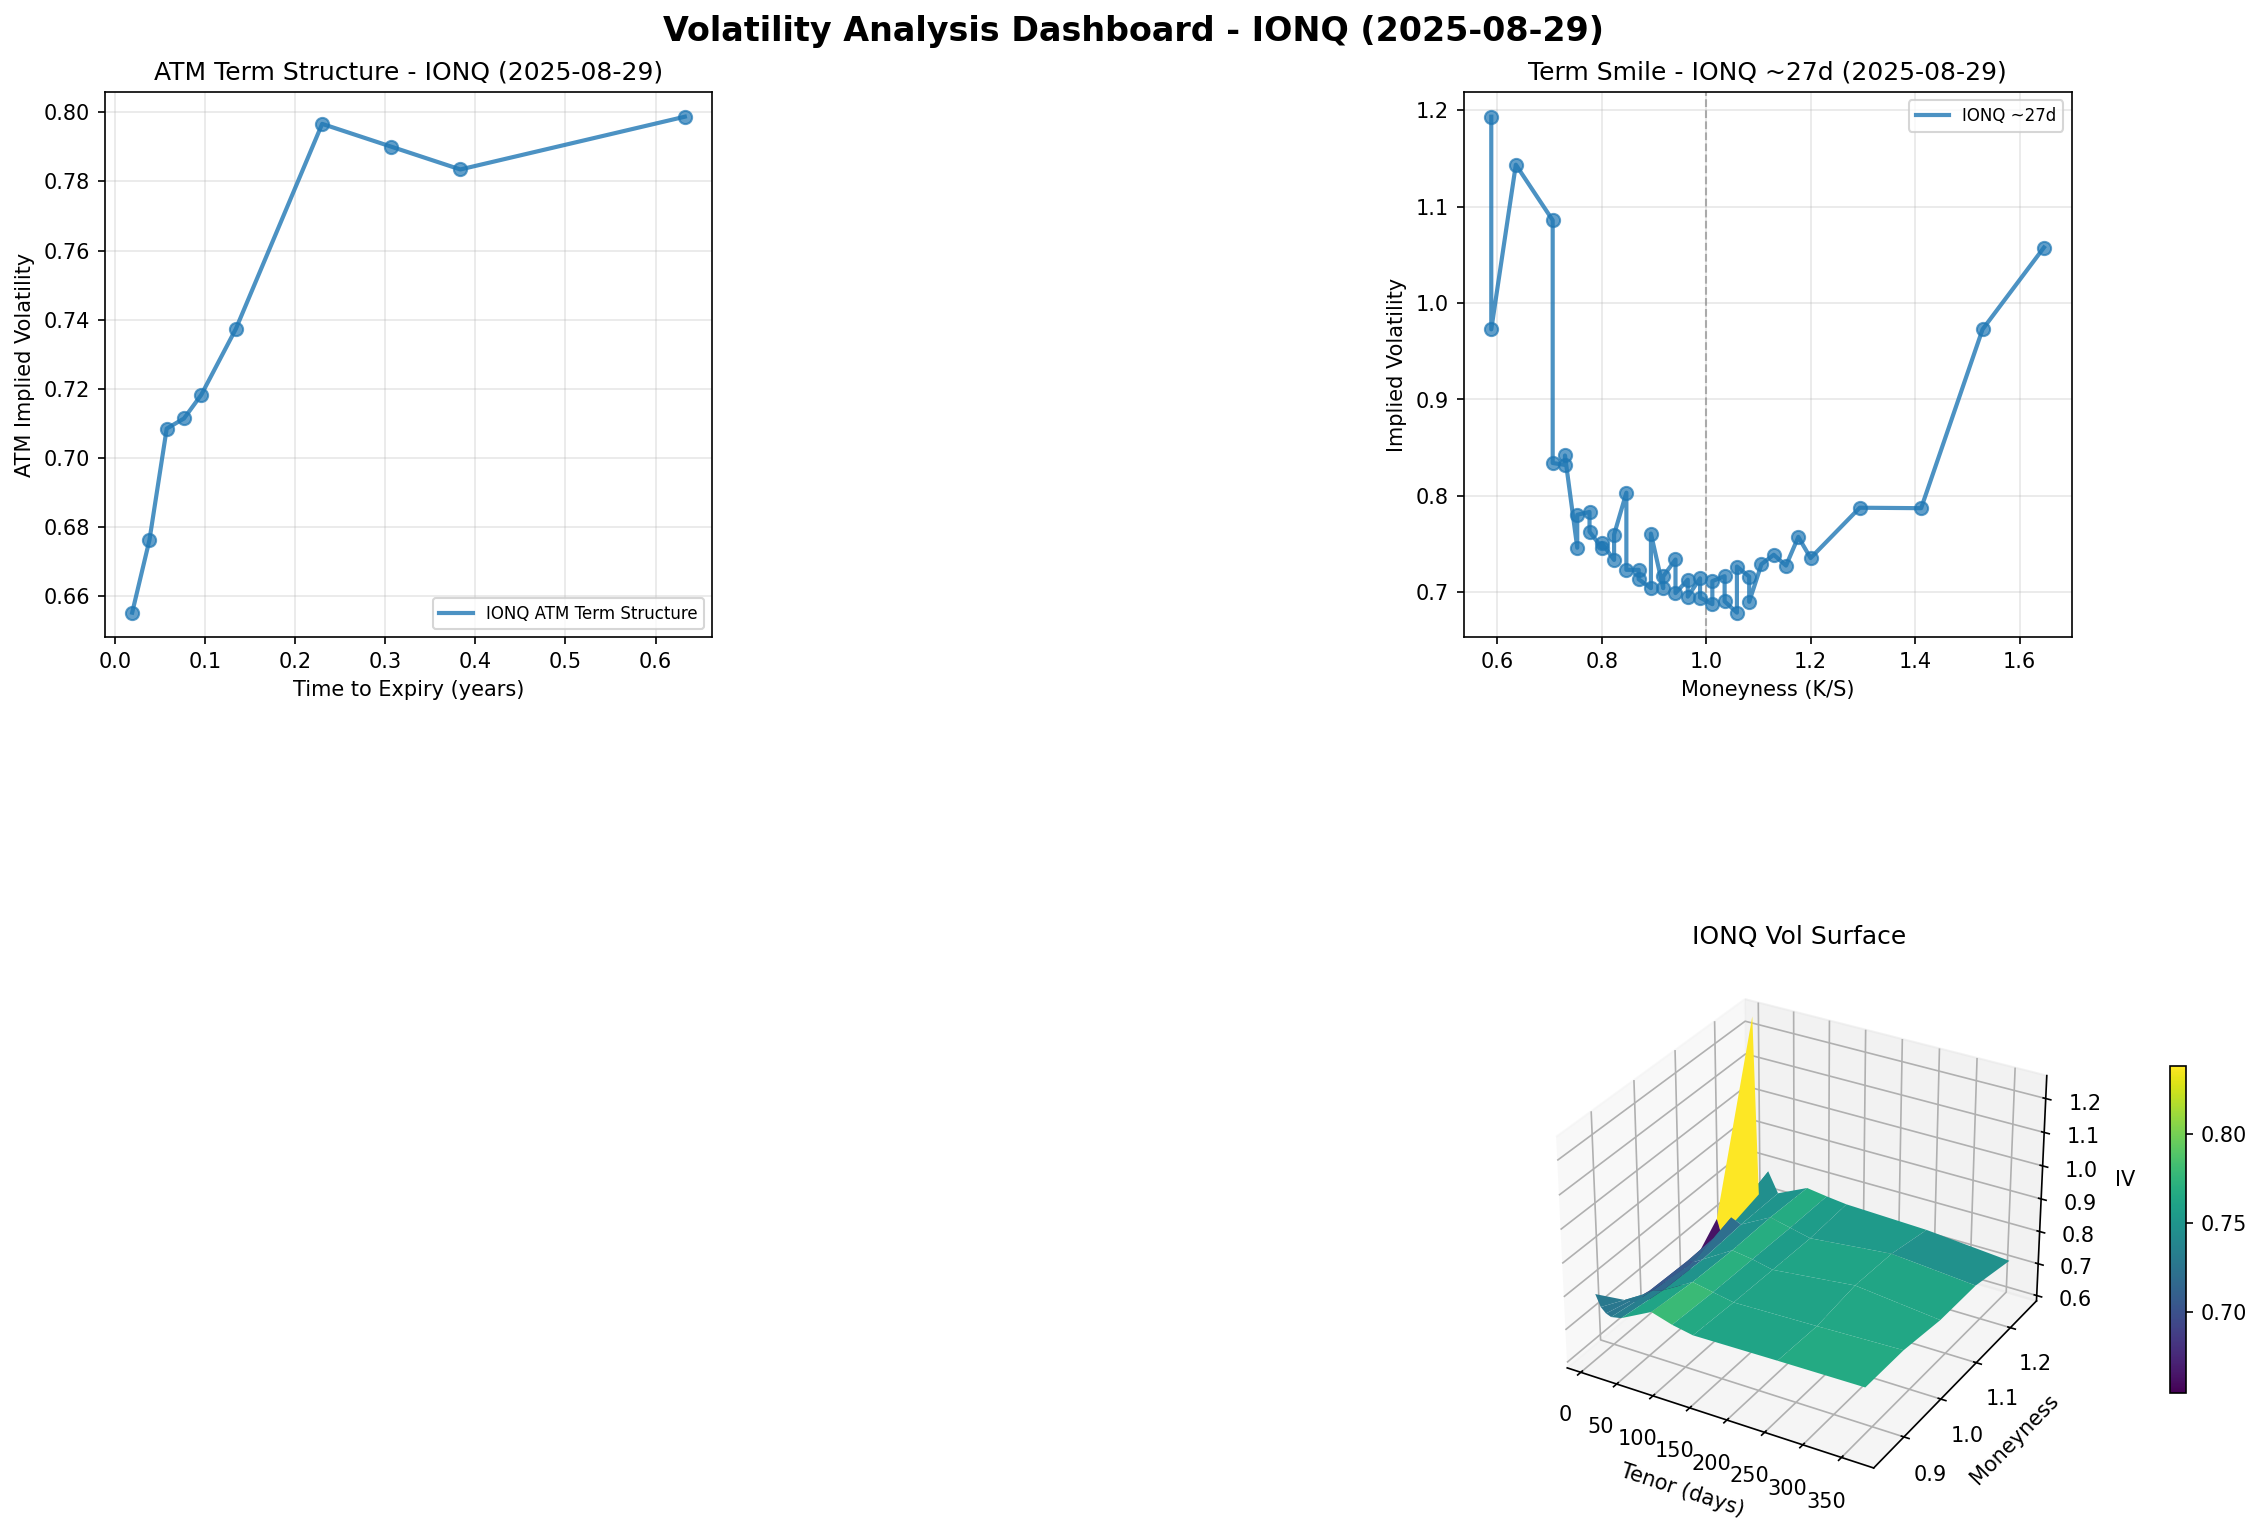 Volatility Analysis Dashboard - IONQ (2025-08-29)
ATM Term Structure - IONQ (2025-08-29)
ATM Implied Volatility
0.80
0.78
0.76
0.74
0.72
0.70
0.68
0.66
IONQ ATM Term Structure
0.0 0.1 0.2 0.3 0.4 0.5 0.6
Time to Expiry (years)
Term Smile - IONQ ~27d (2025-08-29)
IONQ ~27d
Implied Volatility
1.2
1.1
1.0
0.9
0.8
0.7
0.6 0.8 1.0 1.2 1.4 1.6
Moneyness (K/S)
IONQ Vol Surface
1.2
1.1
1.0
0.9
0.8
0.7
0.6
IV
0.80
0.75
0.70
1.2
1.1
1.0
0.9
Moneyness
0 50 100 150 200 250 300 350
Tenor (days)